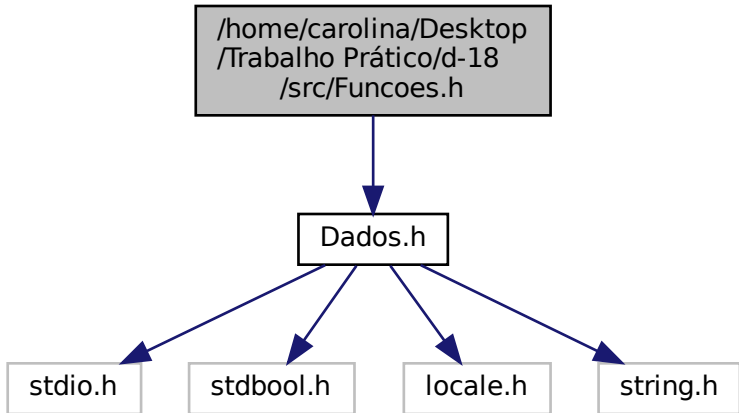 /home/carolina/Desktop
/Trabalho Prático/d-18
/src/Funcoes.h
Dados.h
stdio.h
stdbool.h
locale.h
string.h